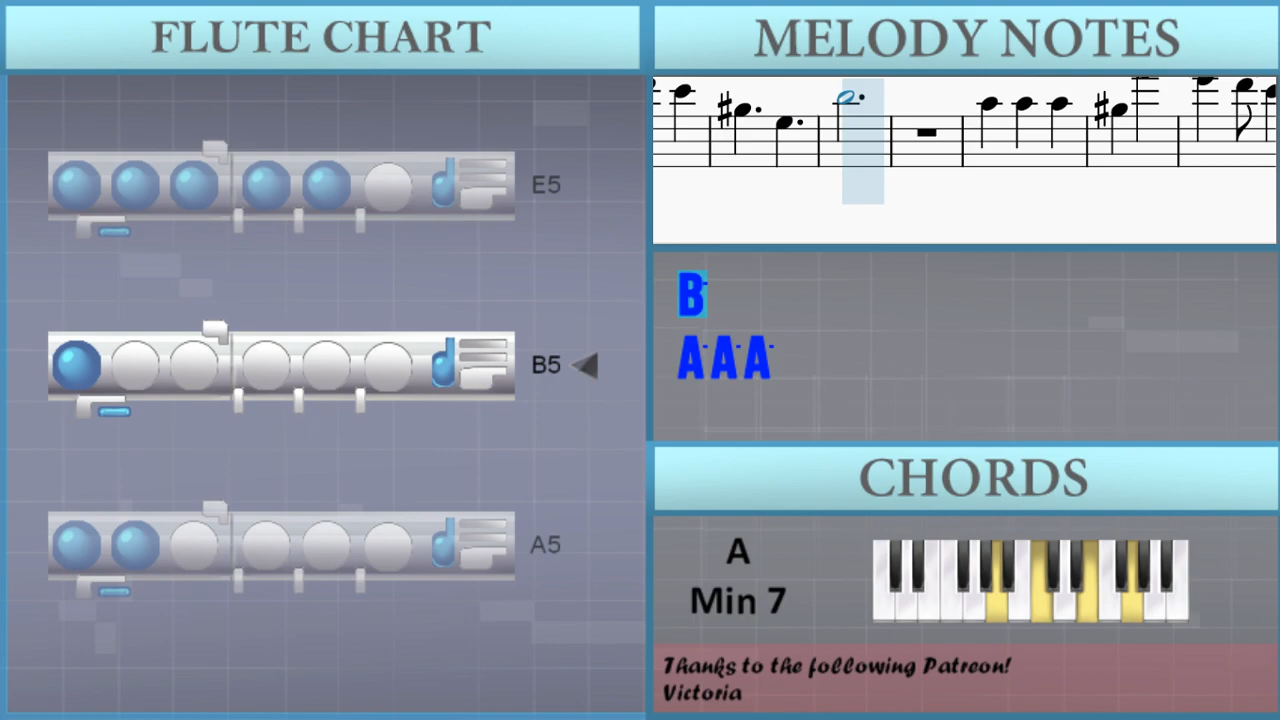 FLUTE CHART
E5
B5
A5
MELODY NOTES
B
A A A
CHORDS
A
Min 7
Thanks to the following Patreon!
Victoria